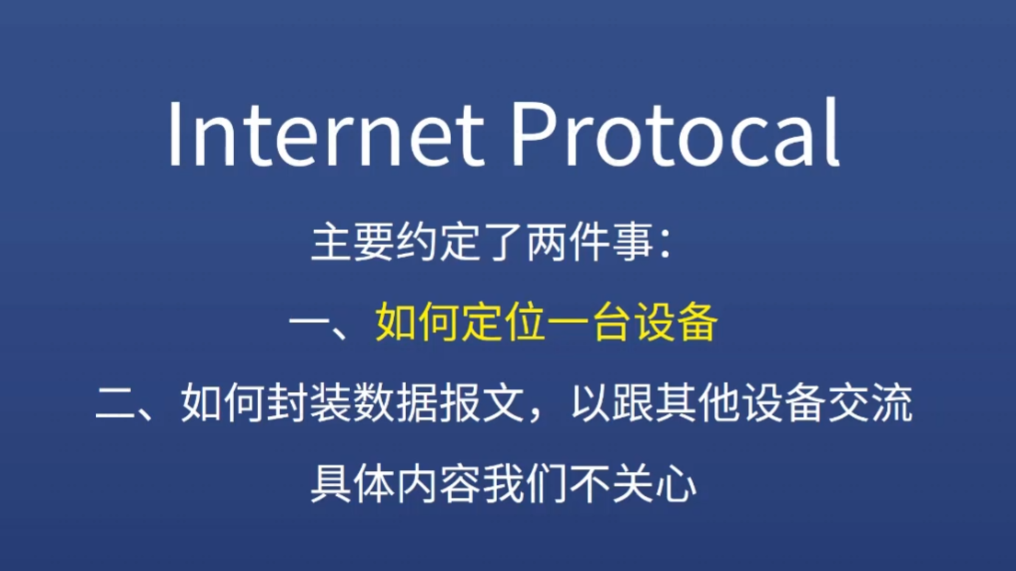 Internet Protocal
主要约定了两件事：
一、如何定位一台设备
二、如何封装数据报文，以跟其他设备交流
具体内容我们不关心